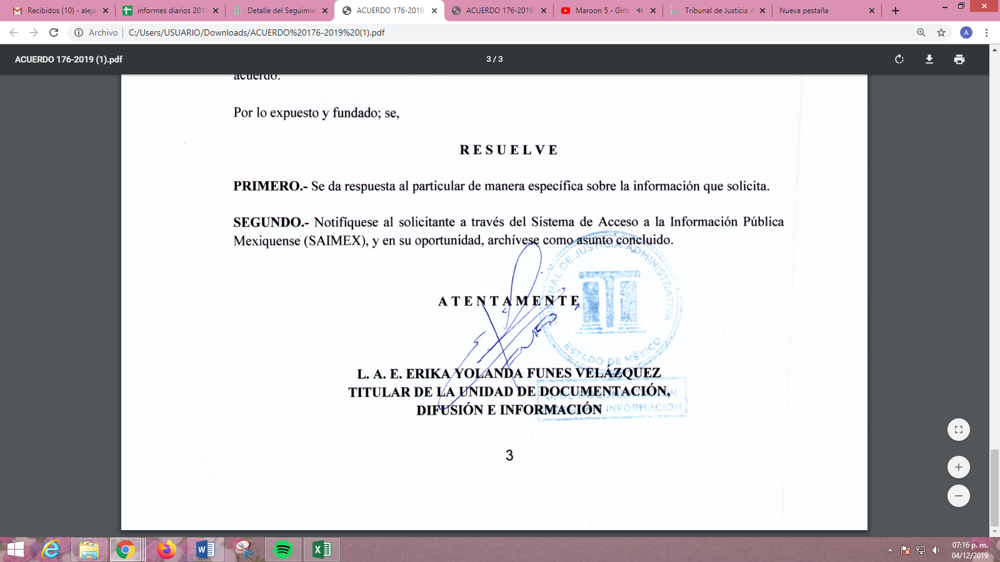 Recibidos (10) - aleja
informes diarios 2018
Detalle del Seguimie
ACUERDO 176-2019
ACUERDO 176-2019
Maroon 5 - Girls
Tribunal de Justicia A
Nueva pestaña
Archivo
C:/Users/USUARIO/Downloads/ACUERDO%20176-2019%20(1).pdf
A
ACUERDO 176-2019 (1).pdf
3 / 3
acuerdo.
Por lo expuesto y fundado; se,
R E S U E L V E
PRIMERO.- Se da respuesta al particular de manera específica sobre la información que solicita.
SEGUNDO.- Notifíquese al solicitante a través del Sistema de Acceso a la Información Pública
Mexiquense (SAIMEX), y en su oportunidad, archívese como asunto concluido.
TRIBUNAL DE JUSTICIA ADMINISTRATIVA
ESTADO DE MÉXICO
A T E N T A M E N T E
L. A. E. ERIKA YOLANDA FUNES VELÁZQUEZ
TITULAR DE LA UNIDAD DE DOCUMENTACIÓN,
DIFUSIÓN E INFORMACIÓN
U. DE DOCUMENTACIÓN
INFORMACIÓN
3
07:16 p. m.
04/12/2019